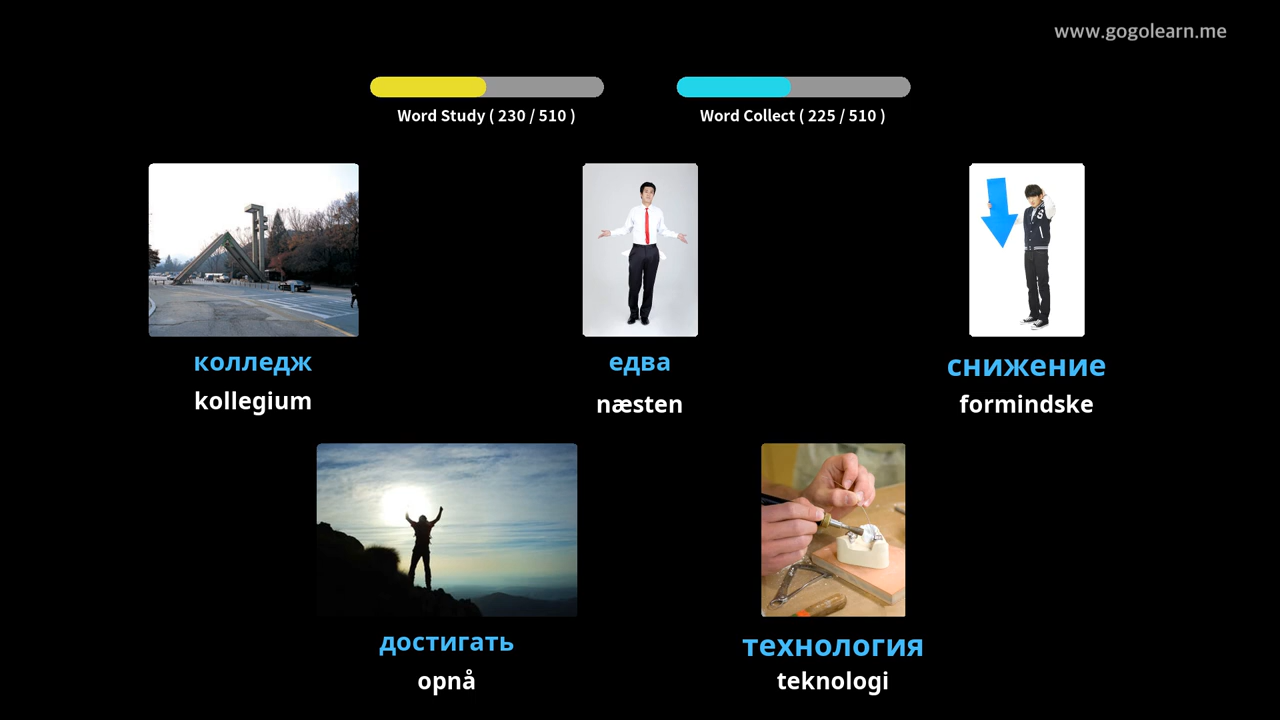 www.gogolearn.me
Word Study ( 230 / 510 )
Word Collect ( 225 / 510 )
колледж
kollegium
едва
næsten
снижение
formindske
достигать
opnå
технология
teknologi